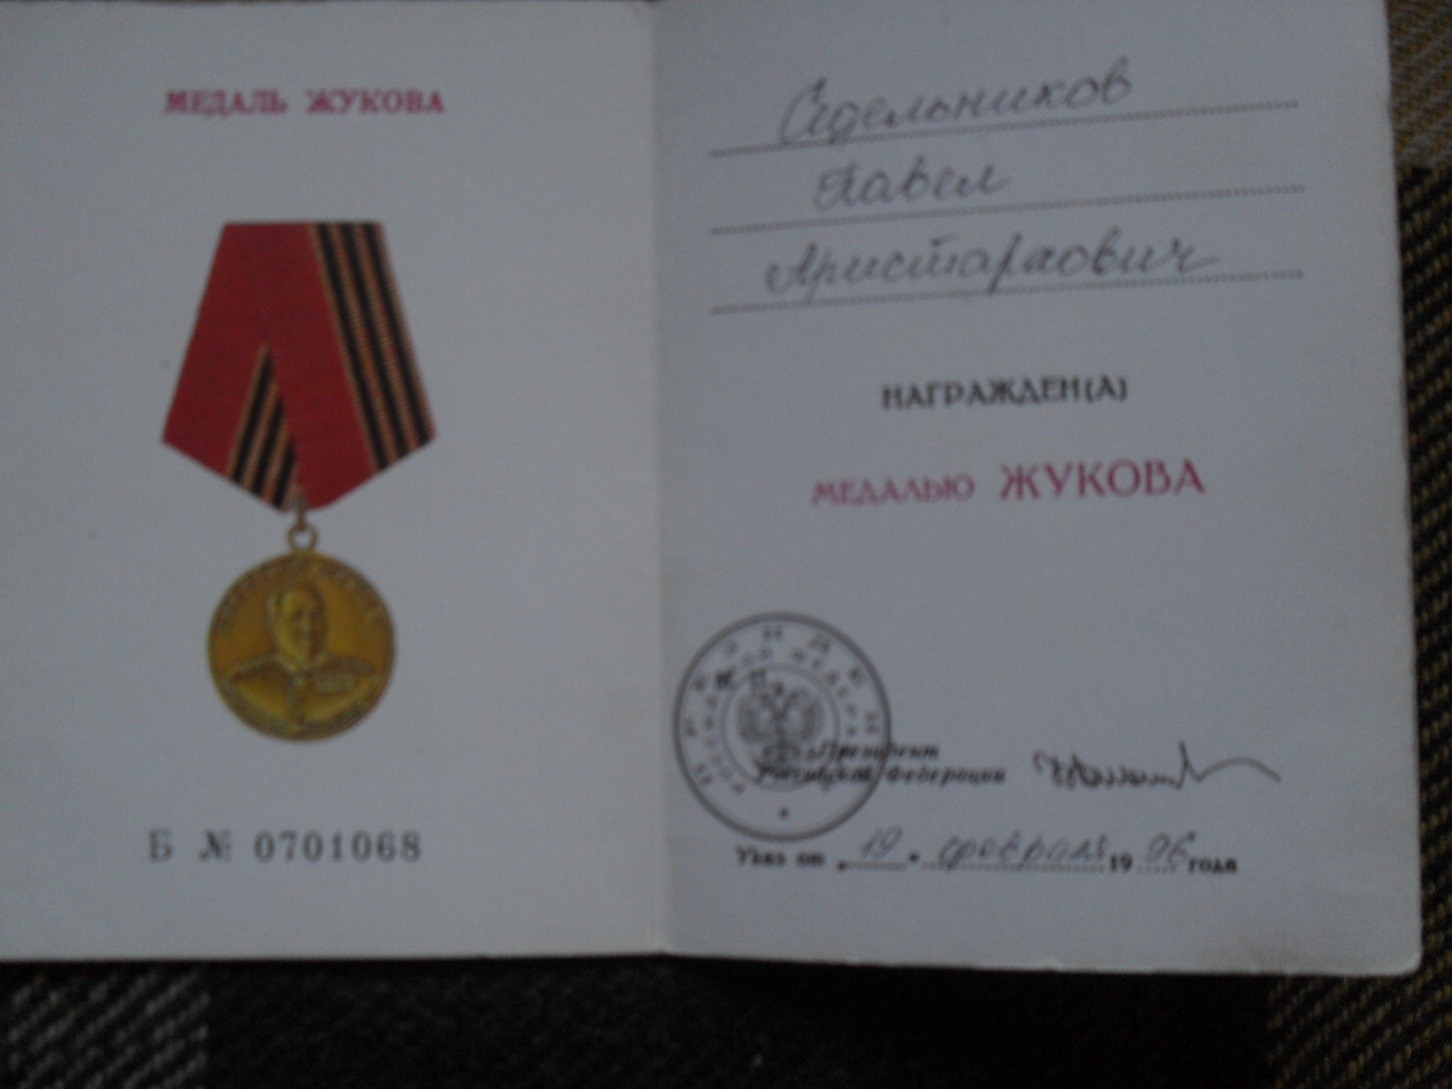 МЕДАЛЬ ЖУКОВА
Б № 0701068
Сидельников
Павел
Аристархович
НАГРАЖДЕН(А)
МЕДАЛЬЮ ЖУКОВА
Президент
Российской Федерации
Указ от „19" февраля 1996 года